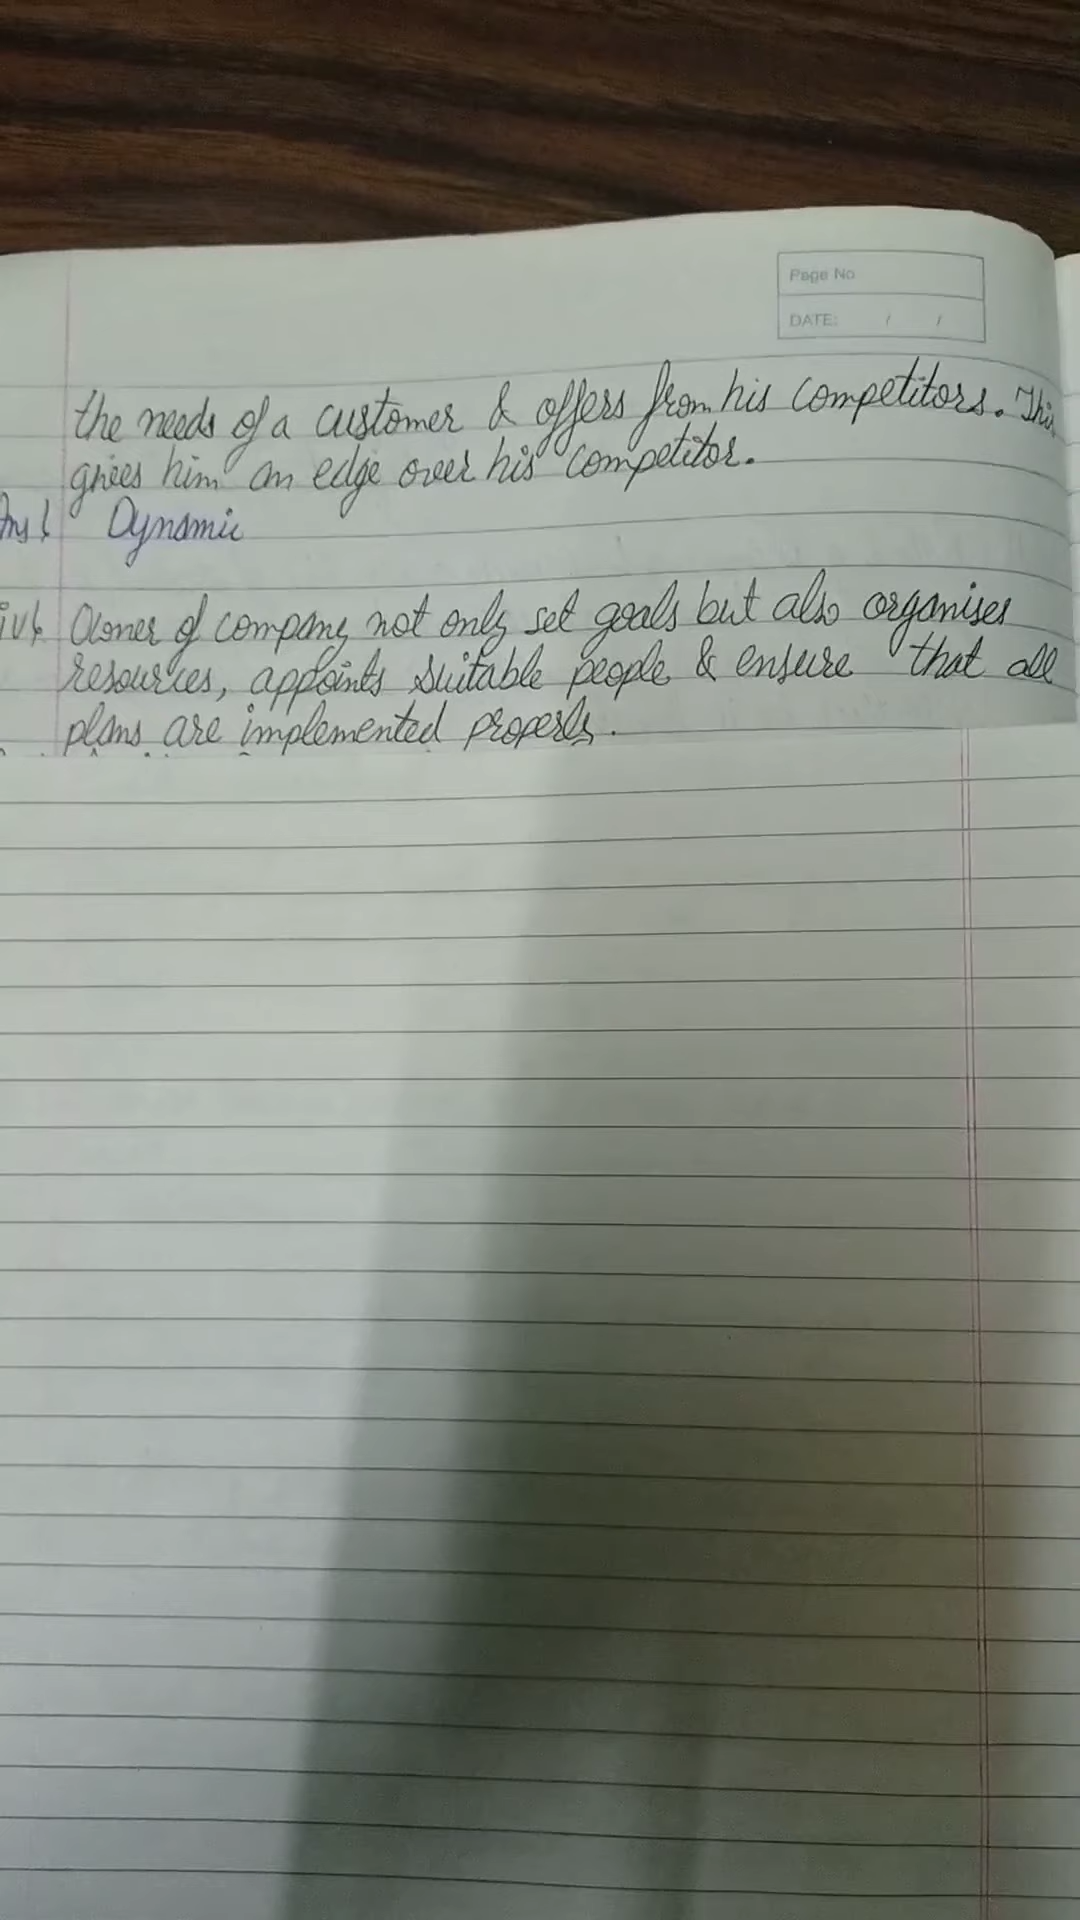 Page No
DATE: / /
the needs of a customer & offers from his competitors. This
gives him an edge over his competitor.
Ans( Dynamic
iv(. Owner of company not only set goals but also organises
resources, appoints suitable people & ensure that all
plans are implemented properly.